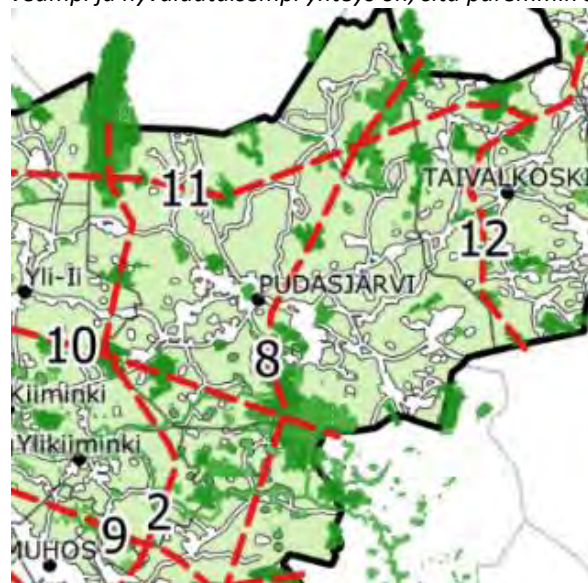 TAIVALKOSKI
11
12
Yli-Ii
PUDASJÄRVI
10
8
Kiiminki
Ylikiiminki
9
2
MUHOS